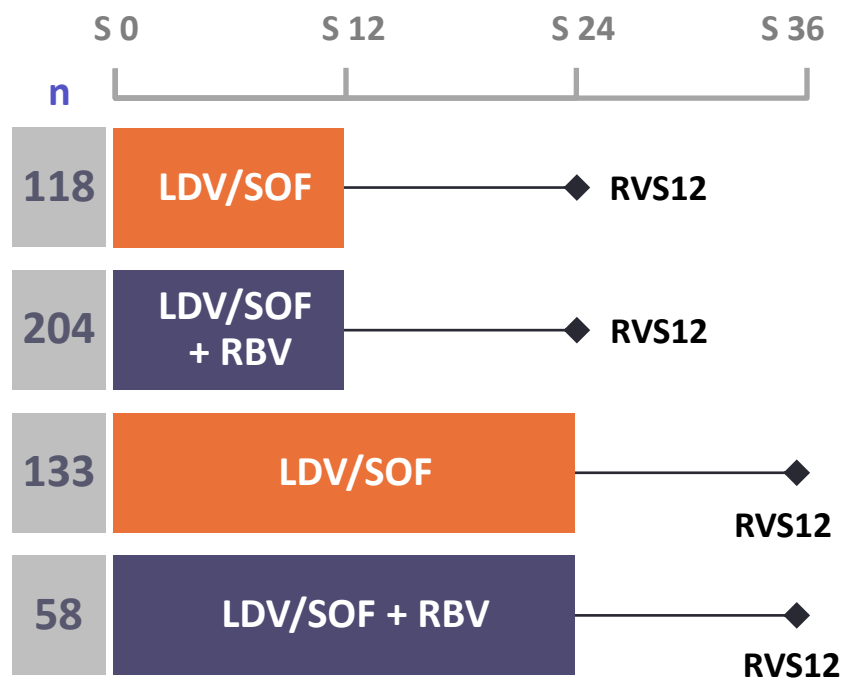 S 0 S 12 S 24 S 36
n
118 LDV/SOF RVS12
204 LDV/SOF
+ RBV RVS12
133 LDV/SOF
RVS12
58 LDV/SOF + RBV
RVS12